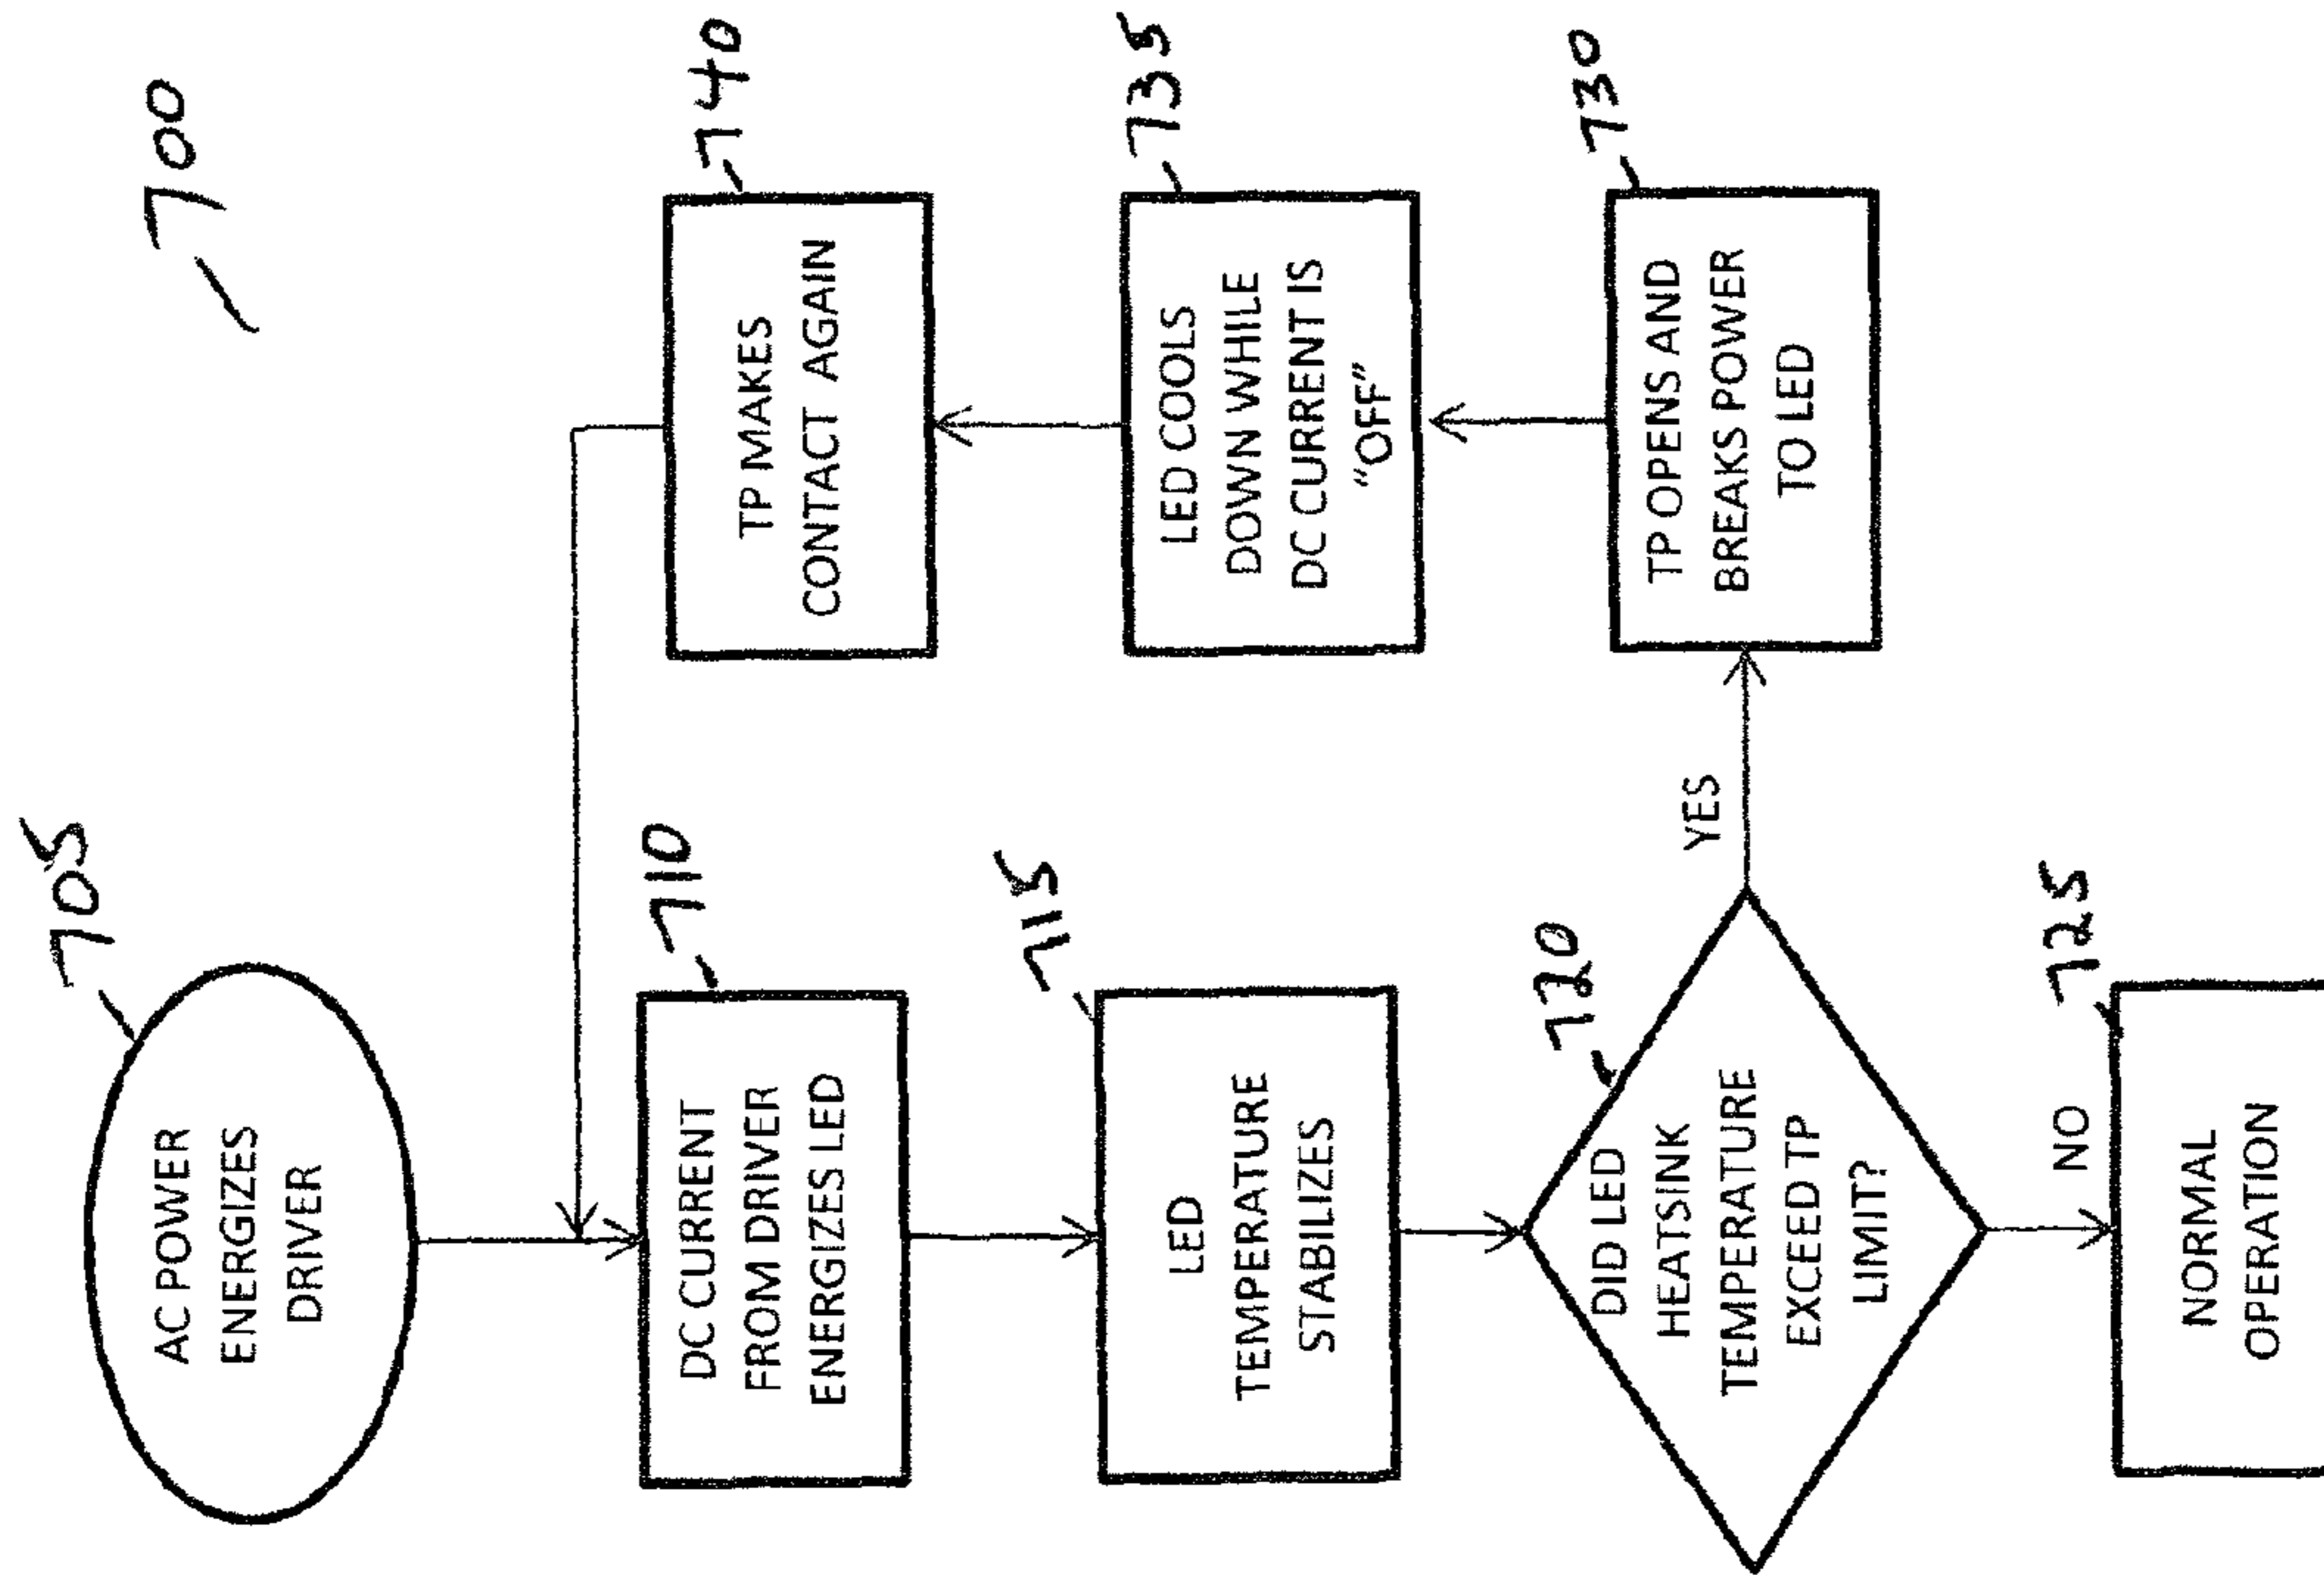 700
705
AC POWER
ENERGIZES
DRIVER
710
DC CURRENT
FROM DRIVER
ENERGIZES LED
715
LED
TEMPERATURE
STABILIZES
720
DID LED
HEATSINK
TEMPERATURE
EXCEED TP
LIMIT?
YES
NO
725
NORMAL
OPERATION
730
TP OPENS AND
BREAKS POWER
TO LED
735
LED COOLS
DOWN WHILE
DC CURRENT IS
“OFF”
740
TP MAKES
CONTACT AGAIN